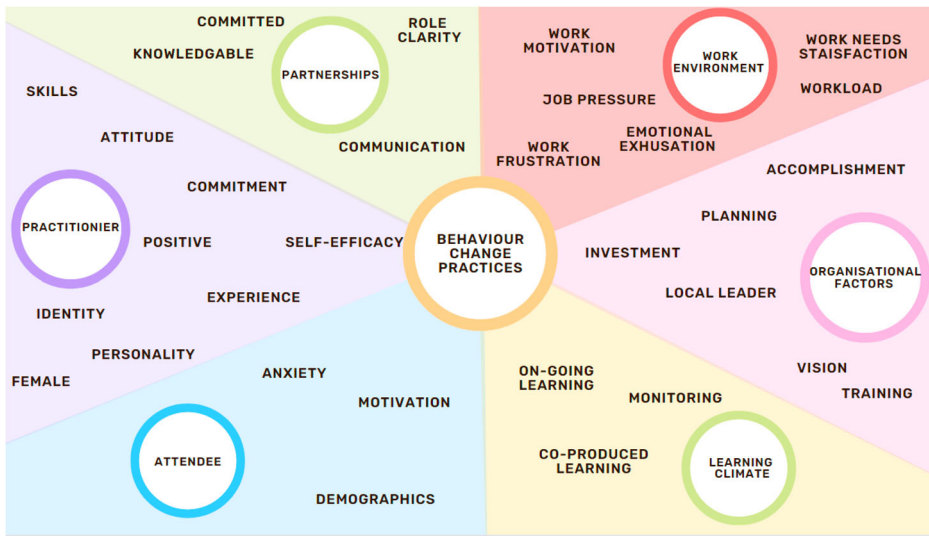 COMMITTED
KNOWLEDGABLE
ROLE
CLARITY
PARTNERSHIPS
COMMUNICATION
WORK
MOTIVATION
WORK
ENVIRONMENT
WORK NEEDS
STAISFACTION
JOB PRESSURE
WORKLOAD
WORK
FRUSTRATION
EMOTIONAL
EXHUSATION
SKILLS
ATTITUDE
COMMITMENT
PRACTITIONIER
POSITIVE
SELF-EFFICACY
EXPERIENCE
IDENTITY
PERSONALITY
FEMALE
BEHAVIOUR
CHANGE
PRACTICES
ACCOMPLISHMENT
PLANNING
INVESTMENT
LOCAL LEADER
ORGANISATIONAL
FACTORS
VISION
TRAINING
ANXIETY
MOTIVATION
ATTENDEE
DEMOGRAPHICS
ON-GOING
LEARNING
MONITORING
CO-PRODUCED
LEARNING
LEARNING
CLIMATE